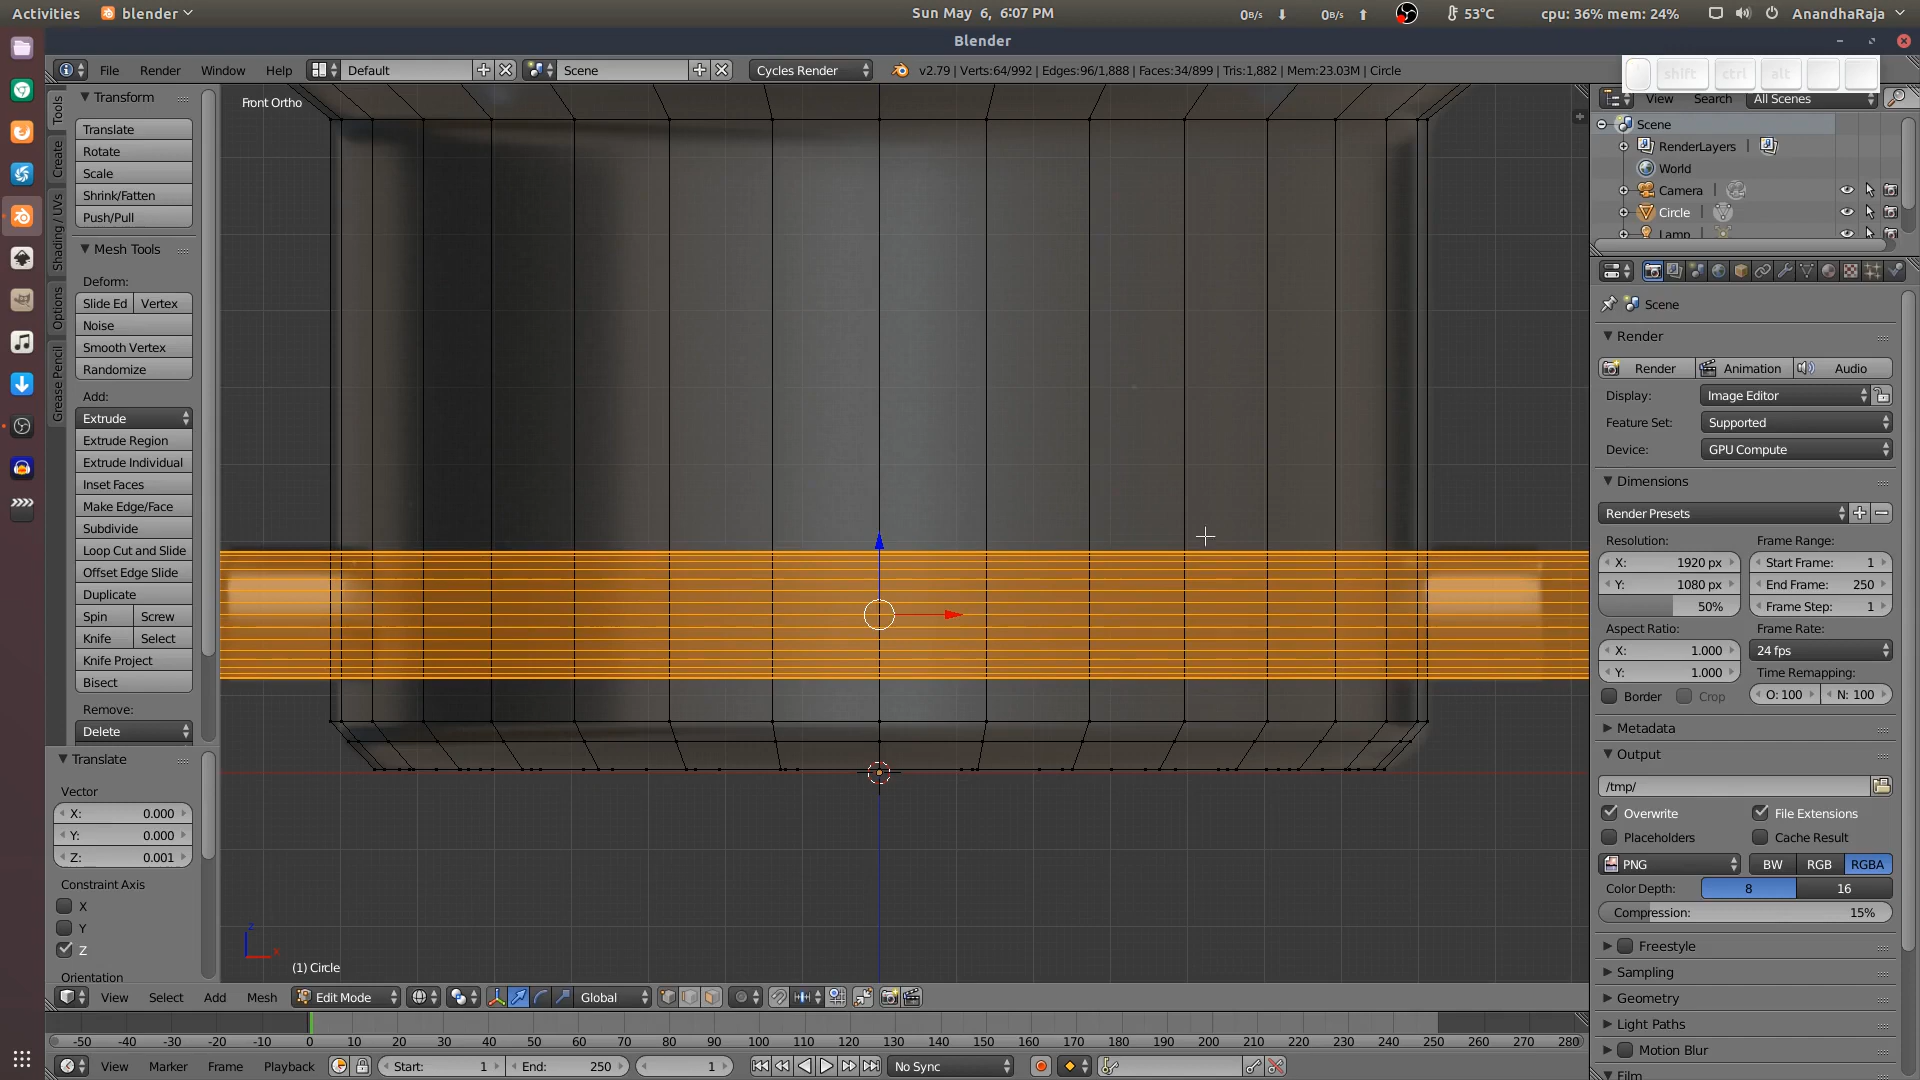 Activities blender Sun May 6, 6:07 PM 0B/s 0B/s 53°C cpu: 36% mem: 24% AnandhaRaja
Blender
File Render Window Help Default Scene Cycles Render v2.79 | Verts:64/992 | Edges:96/1,888 | Faces:34/899 | Tris:1,882 | Mem:23.03M | Circle
shift ctrl alt
Front Ortho
Tools
Create
Shading / UVs
Options
Grease Pencil
Transform
Translate
Rotate
Scale
Shrink/Fatten
Push/Pull
Mesh Tools
Deform:
Slide Ed Vertex
Noise
Smooth Vertex
Randomize
Add:
Extrude
Extrude Region
Extrude Individual
Inset Faces
Make Edge/Face
Subdivide
Loop Cut and Slide
Offset Edge Slide
Duplicate
Spin Screw
Knife Select
Knife Project
Bisect
Remove:
Delete
Translate
Vector
X: 0.000
Y: 0.000
Z: 0.001
Constraint Axis
X
Y
Z
Orientation
z
x
(1) Circle
View Select Add Mesh Edit Mode Global
-50 -40 -30 -20 -10 0 10 20 30 40 50 60 70 80 90 100 110 120 130 140 150 160 170 180 190 200 210 220 230 240 250 260 270 280
View Marker Frame Playback Start: 1 End: 250 1 No Sync
View Search All Scenes
Scene
RenderLayers
World
Camera
Circle
Lamp
Scene
Render
Render Animation Audio
Display: Image Editor
Feature Set: Supported
Device: GPU Compute
Dimensions
Render Presets
Resolution: Frame Range:
X: 1920 px Start Frame: 1
Y: 1080 px End Frame: 250
50% Frame Step: 1
Aspect Ratio: Frame Rate:
X: 1.000 24 fps
Y: 1.000 Time Remapping:
Border Crop O: 100 N: 100
Metadata
Output
/tmp/
Overwrite File Extensions
Placeholders Cache Result
PNG BW RGB RGBA
Color Depth: 8 16
Compression: 15%
Freestyle
Sampling
Geometry
Light Paths
Motion Blur
Film